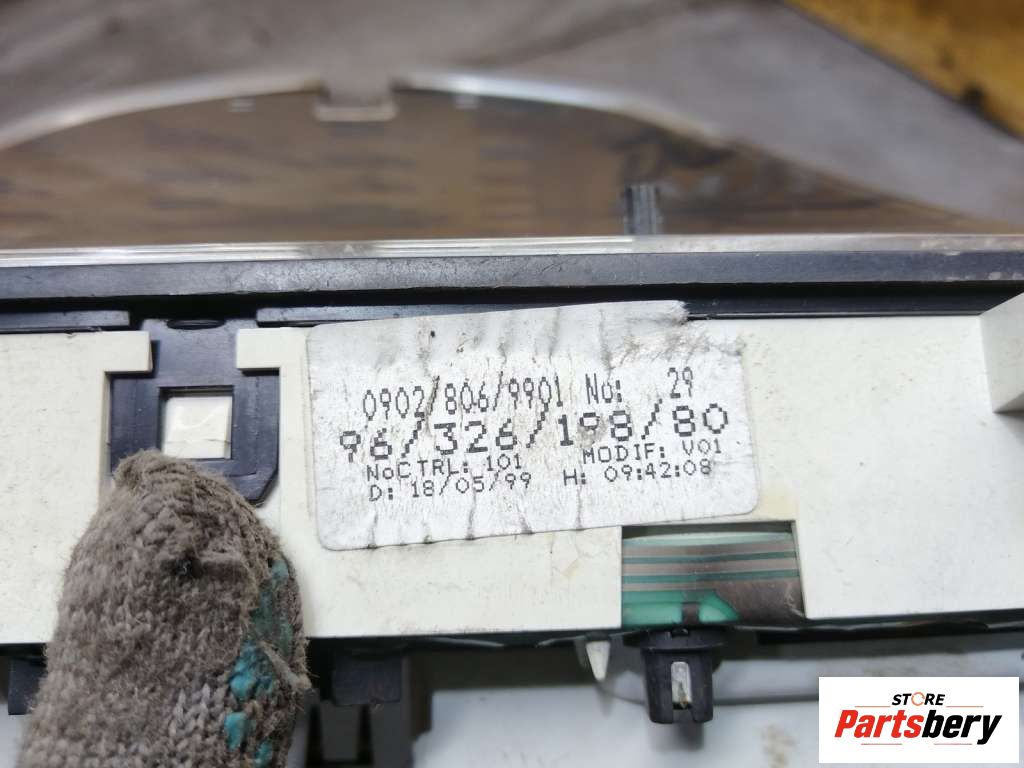 0902/806/9901 No: 29
96/326/198/80
NoCTRL: 101 MODIF: V01
D: 18/05/99 H: 09:42:08
STORE
Partsbery